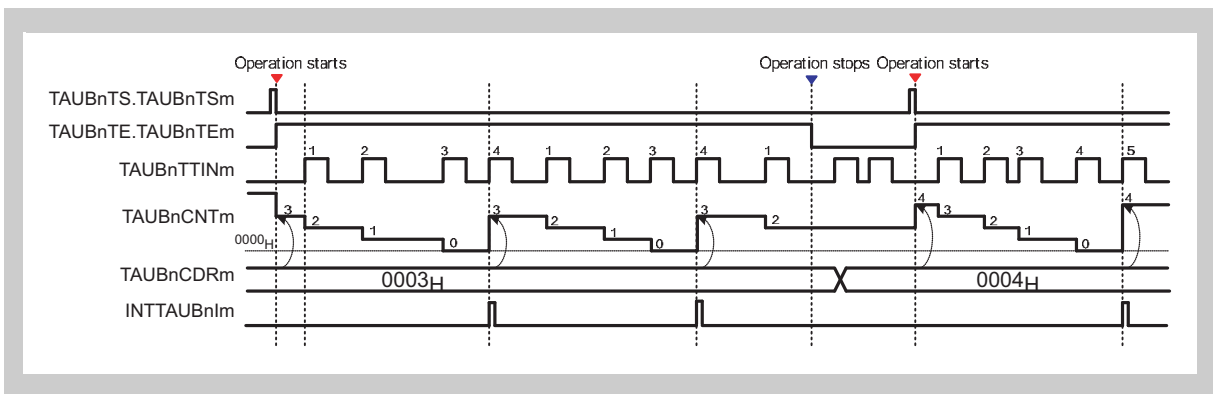 Operation starts Operation stops Operation starts
TAUBnTS.TAUBnTSm
TAUBnTE.TAUBnTEm
1 2 3 4 1 2 3 4 1 1 2 3 4 5
TAUBnTTINm
4 4
3 3 3 3
TAUBnCNTm
2 2 2 2
1 1 1
0000H 0 0 0
TAUBnCDRm
0003H 0004H
INTTAUBnIm